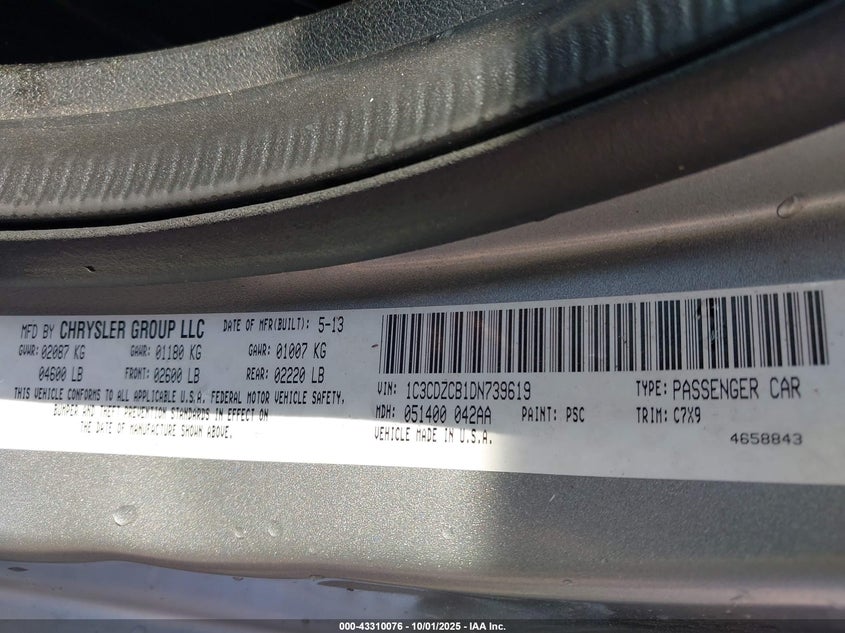 MFD BY CHRYSLER GROUP LLC DATE OF MFR(BUILT): 5-13
GVWR: 02087 KG GAWR: 01180 KG GAWR: 01007 KG
04600 LB FRONT: 02600 LB REAR: 02220 LB
THIS VEHICLE CONFORMS TO ALL APPLICABLE U.S.A. FEDERAL MOTOR VEHICLE SAFETY,
BUMPER AND THEFT PREVENTION STANDARDS IN EFFECT ON
THE DATE OF MANUFACTURE SHOWN ABOVE.
VIN: 1C3CDZCB1DN739619 TYPE: PASSENGER CAR
MDH: 051400 042AA PAINT: PSC TRIM: C7X9
VEHICLE MADE IN U.S.A.
4658843
000-43310076 - 10/01/2025 - IAA Inc.